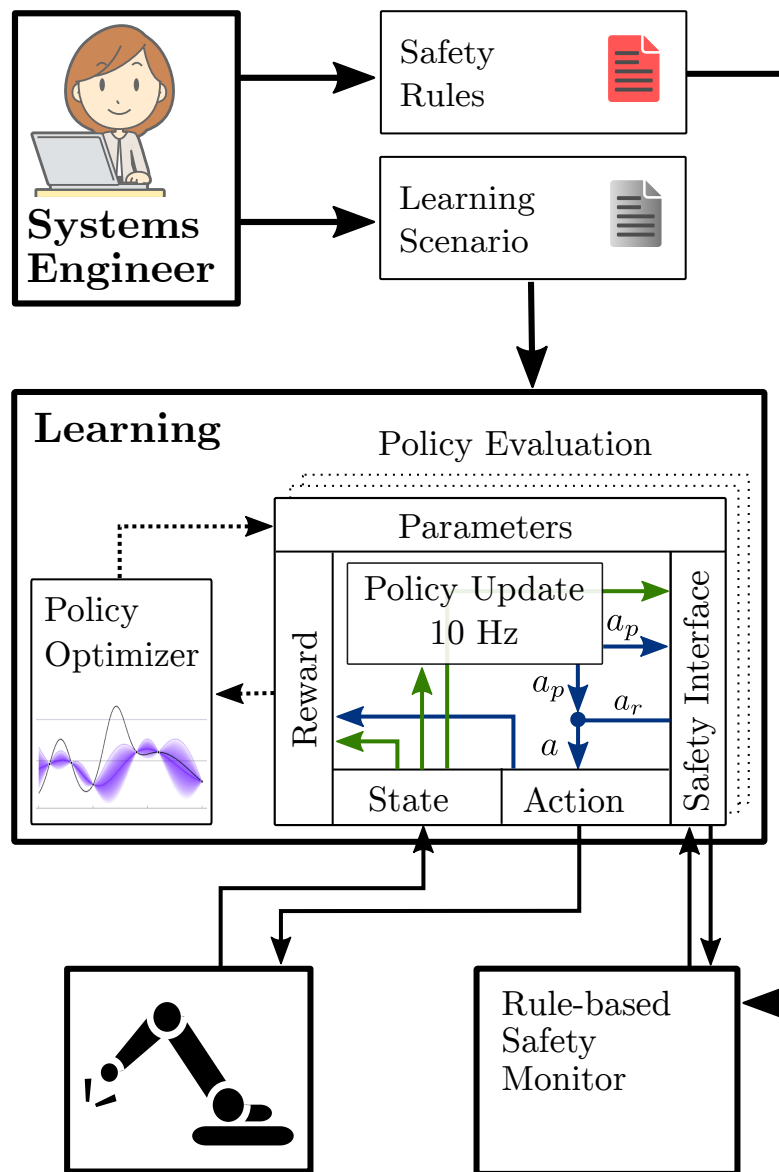 Systems
Engineer
Safety
Rules
Learning
Scenario
Learning
Policy Evaluation
Parameters
Policy
Optimizer
Reward
Policy Update
10 Hz
a_p
a_p
a_r
a
Safety Interface
State
Action
Rule-based
Safety
Monitor